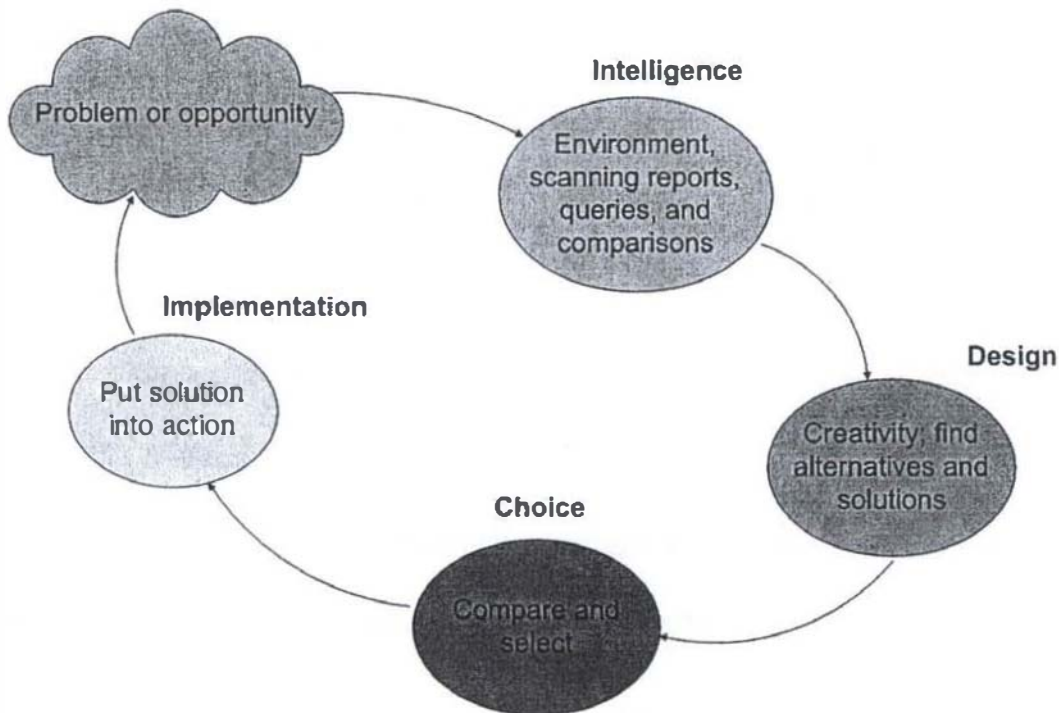 Problem or opportunity
Intelligence
Environment,
scanning reports,
queries, and
comparisons
Design
Creativity; find
alternatives and
solutions
Choice
Compare and
select
Implementation
Put solution
into action